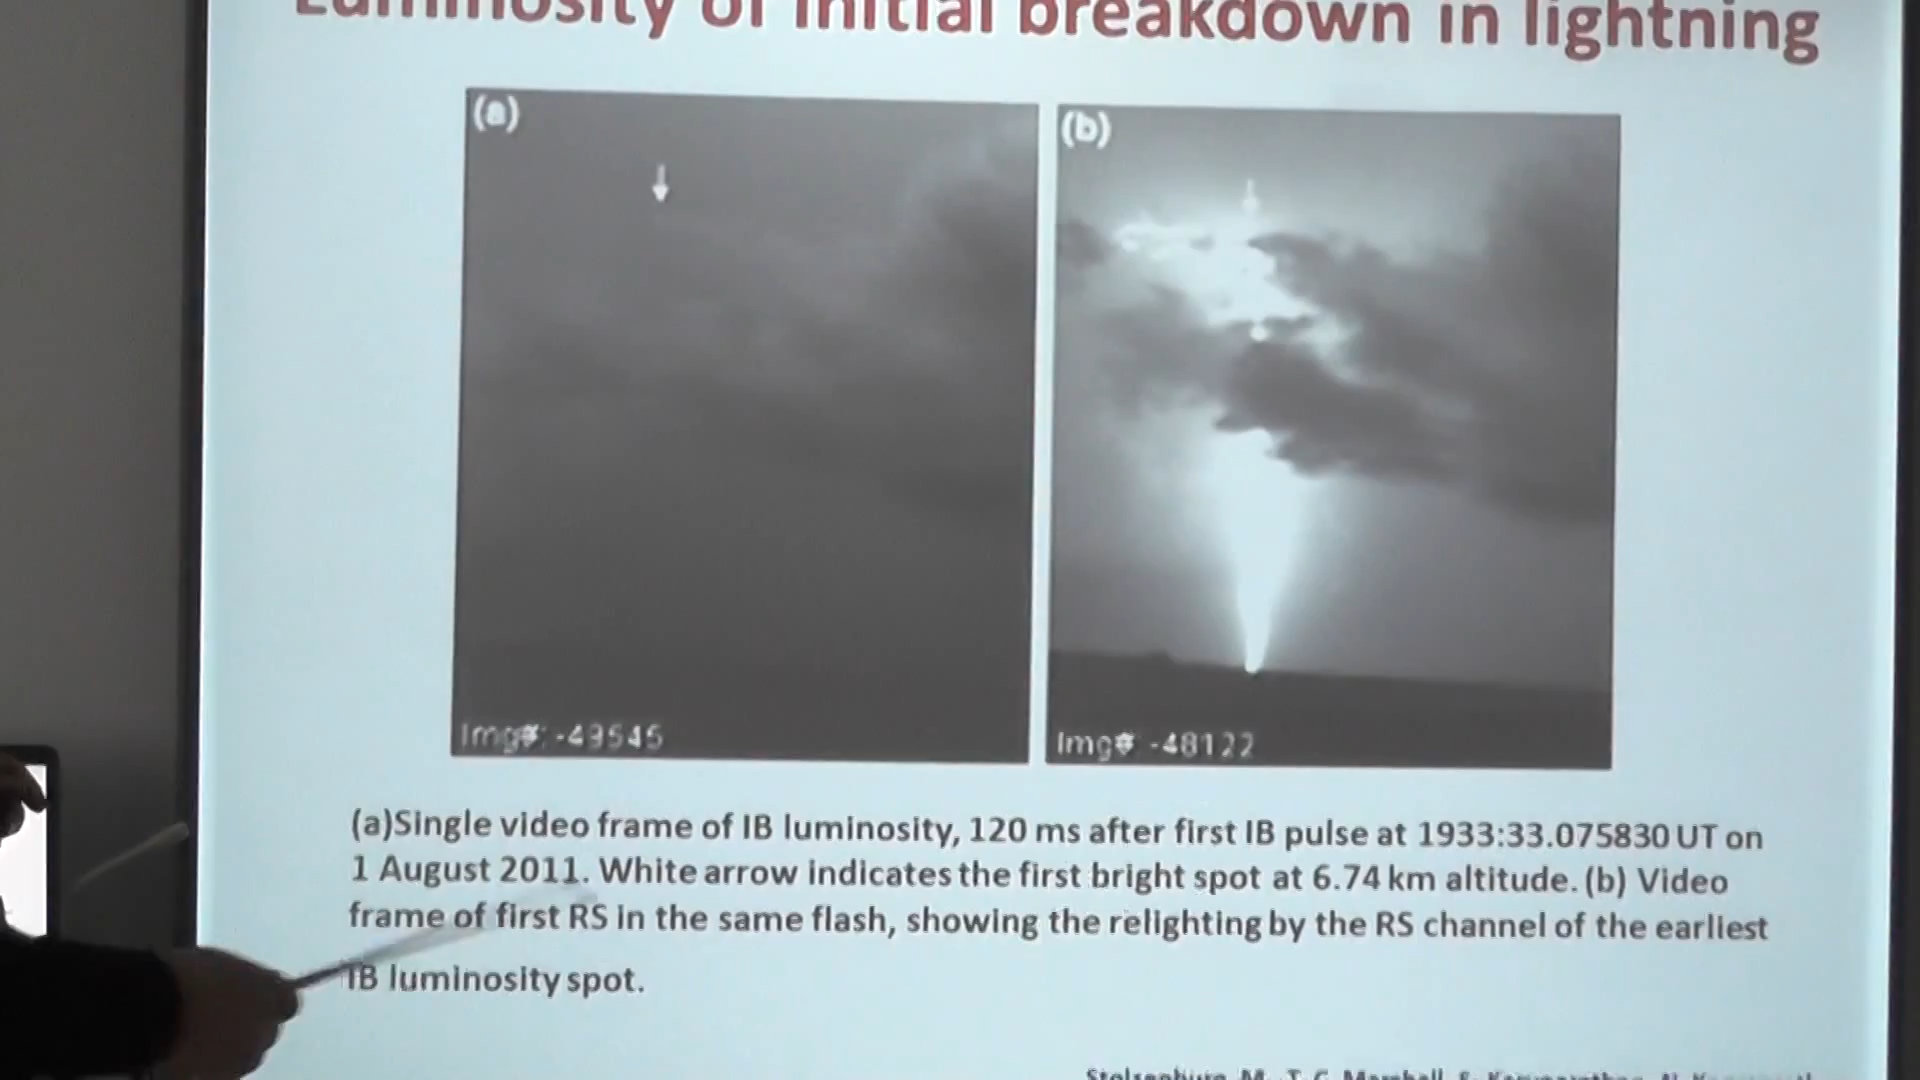 Luminosity of initial breakdown in lightning
(a)
(b)
Img#: -49545
Img#: -48122
(a)Single video frame of IB luminosity, 120 ms after first IB pulse at 1933:33.075830 UT on
1 August 2011. White arrow indicates the first bright spot at 6.74 km altitude. (b) Video
frame of first RS in the same flash, showing the relighting by the RS channel of the earliest
IB luminosity spot.
Stolzenburg, M., T. C. Marshall, S.